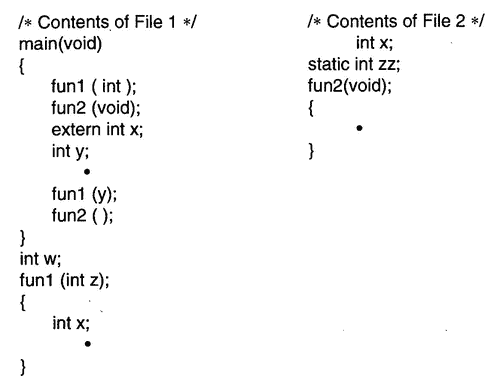 /* Contents of File 1 */
main(void)
{
fun1 ( int );
fun2 (void);
extern int x;
int y;
•
fun1 (y);
fun2 ( );
}
int w;
fun1 (int z);
{
int x;
•
}
/* Contents of File 2 */
int x;
static int zz;
fun2(void);
{
•
}